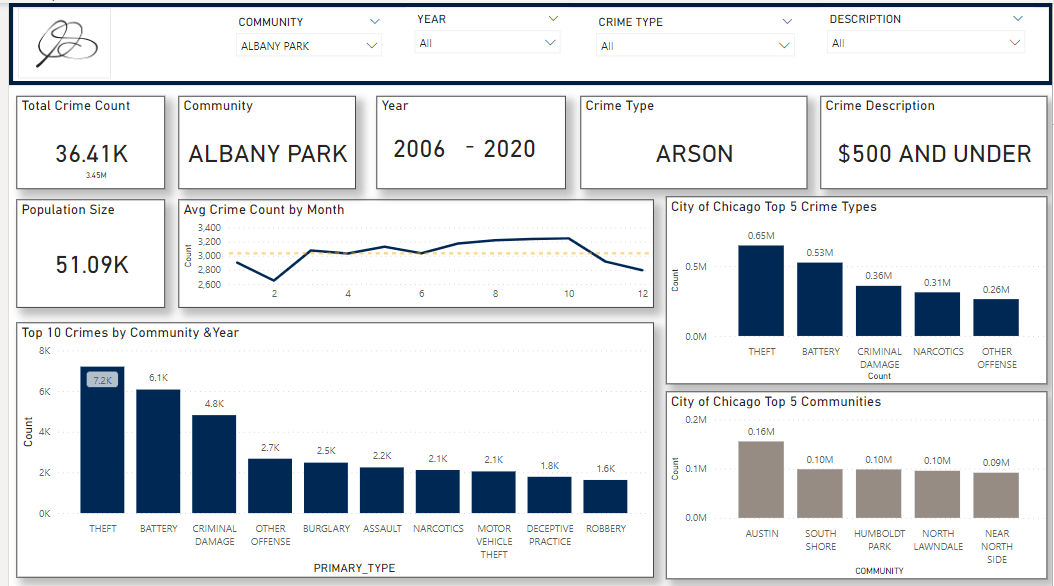 COMMUNITY
ALBANY PARK
YEAR
All
CRIME TYPE
All
DESCRIPTION
All
Total Crime Count
36.41K
3.45M
Community
ALBANY PARK
Year
2006 - 2020
Crime Type
ARSON
Crime Description
$500 AND UNDER
Population Size
51.09K
Avg Crime Count by Month
Count
3,400
3,200
3,000
2,800
2,600
2 4 6 8 10 12
City of Chicago Top 5 Crime Types
Count
0.5M
0.0M
0.65M
0.53M
0.36M
0.31M
0.26M
THEFT
BATTERY
CRIMINAL
DAMAGE
NARCOTICS
OTHER
OFFENSE
Count
Top 10 Crimes by Community &Year
Count
8K
6K
4K
2K
0K
7.2K
6.1K
4.8K
2.7K
2.5K
2.2K
2.1K
2.1K
1.8K
1.6K
THEFT
BATTERY
CRIMINAL
DAMAGE
OTHER
OFFENSE
BURGLARY
ASSAULT
NARCOTICS
MOTOR
VEHICLE
THEFT
DECEPTIVE
PRACTICE
ROBBERY
PRIMARY_TYPE
City of Chicago Top 5 Communities
Count
0.2M
0.1M
0.0M
0.16M
0.10M
0.10M
0.10M
0.09M
AUSTIN
SOUTH
SHORE
HUMBOLDT
PARK
NORTH
LAWNDALE
NEAR
NORTH
SIDE
COMMUNITY